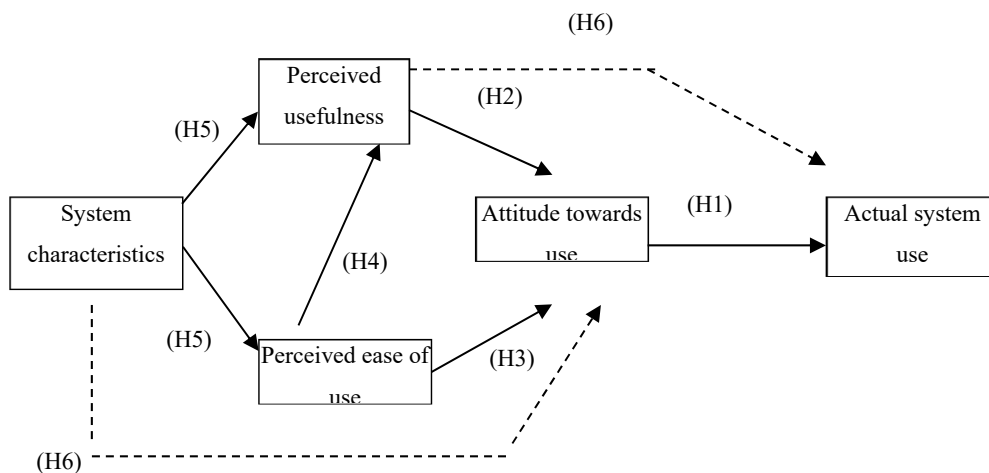 (H6)
Perceived
usefulness
(H2)
(H5)
System
characteristics
Attitude towards
use
(H1)
Actual system
use
(H4)
(H5)
Perceived ease of
use
(H3)
(H6)